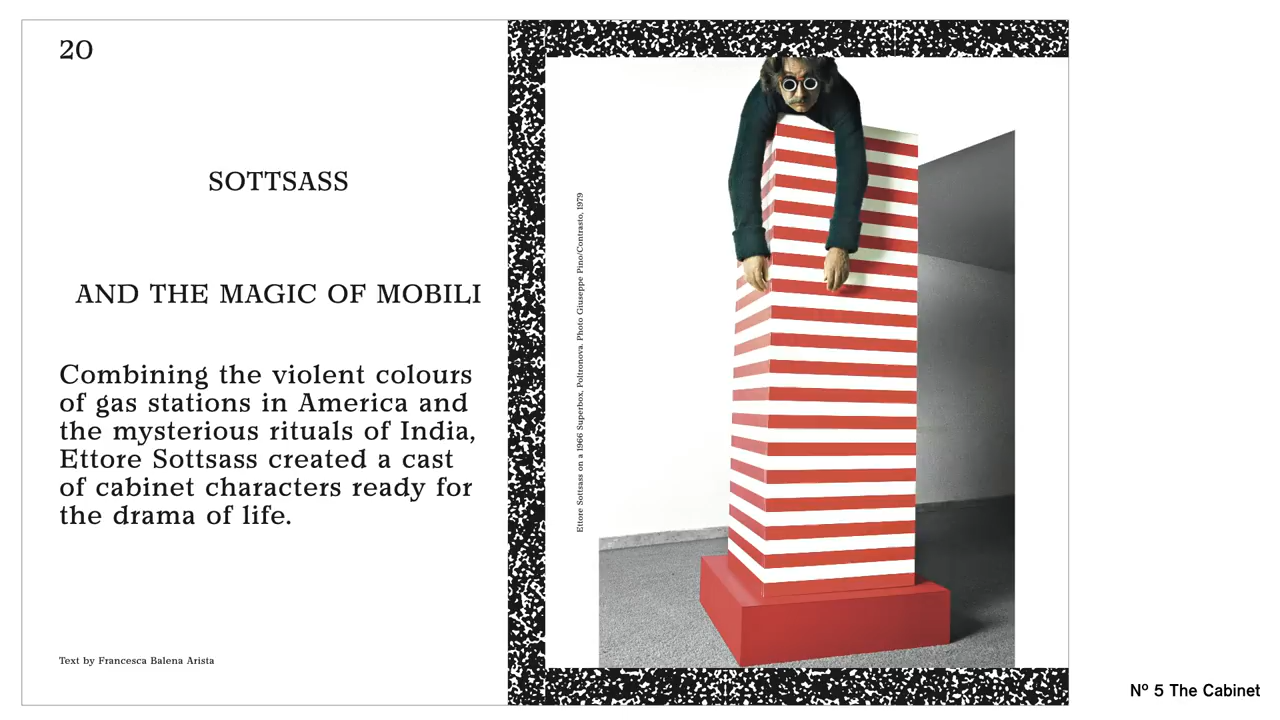 20
SOTTSASS
AND THE MAGIC OF MOBILI
Combining the violent colours
of gas stations in America and
the mysterious rituals of India,
Ettore Sottsass created a cast
of cabinet characters ready for
the drama of life.
Text by Francesca Balena Arista
Ettore Sottsass on a 1966 Superbox, Poltronova. Photo Giuseppe Pino/Contrasto, 1979
Nº 5 The Cabinet